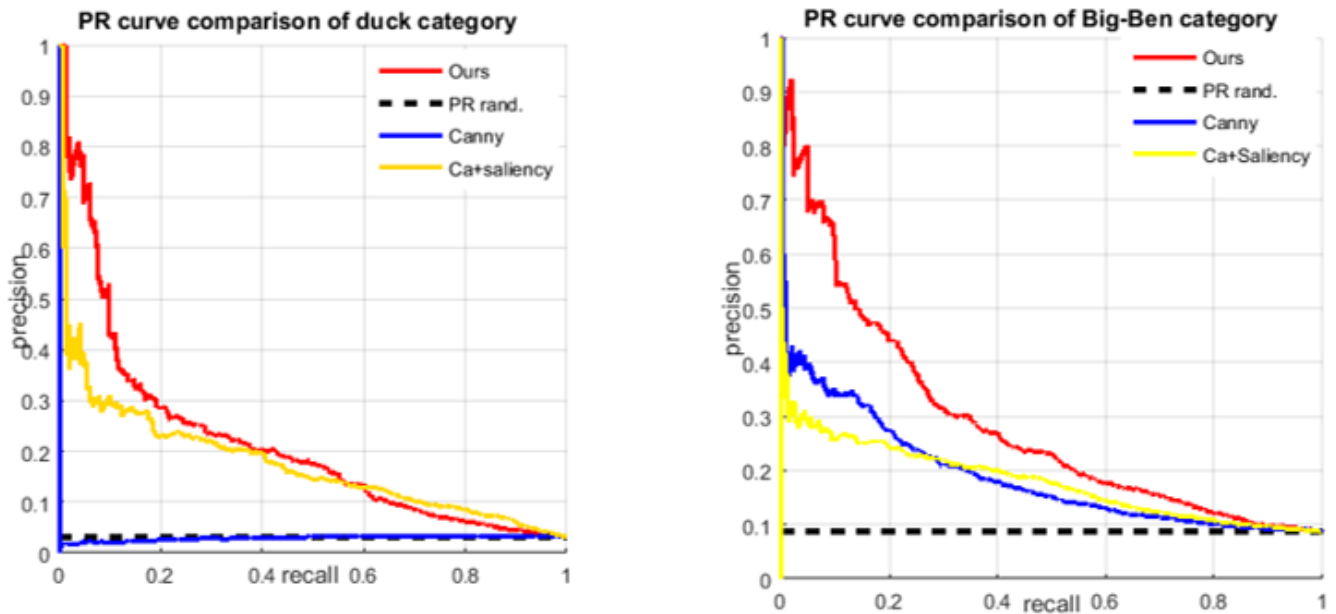 PR curve comparison of duck category
1
0.9
0.8
0.7
0.6
0.5
0.4
0.3
0.2
0.1
0
precision
Ours
PR rand.
Canny
Ca+saliency
0
0.2
0.4
recall
0.6
0.8
1
PR curve comparison of Big-Ben category
1
0.9
0.8
0.7
0.6
0.5
0.4
0.3
0.2
0.1
0
precision
Ours
PR rand.
Canny
Ca+Saliency
0
0.2
0.4
0.6
0.8
1
recall